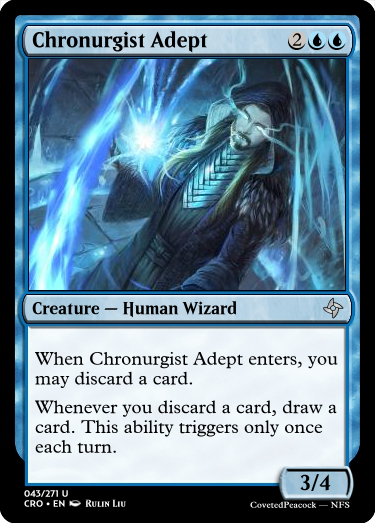 Chronurgist Adept 2
Creature — Human Wizard
When Chronurgist Adept enters, you
may discard a card.
Whenever you discard a card, draw a
card. This ability triggers only once
each turn.
3/4
043/271 U
CRO • EN Rulin Liu
CovetedPeacock — NFS